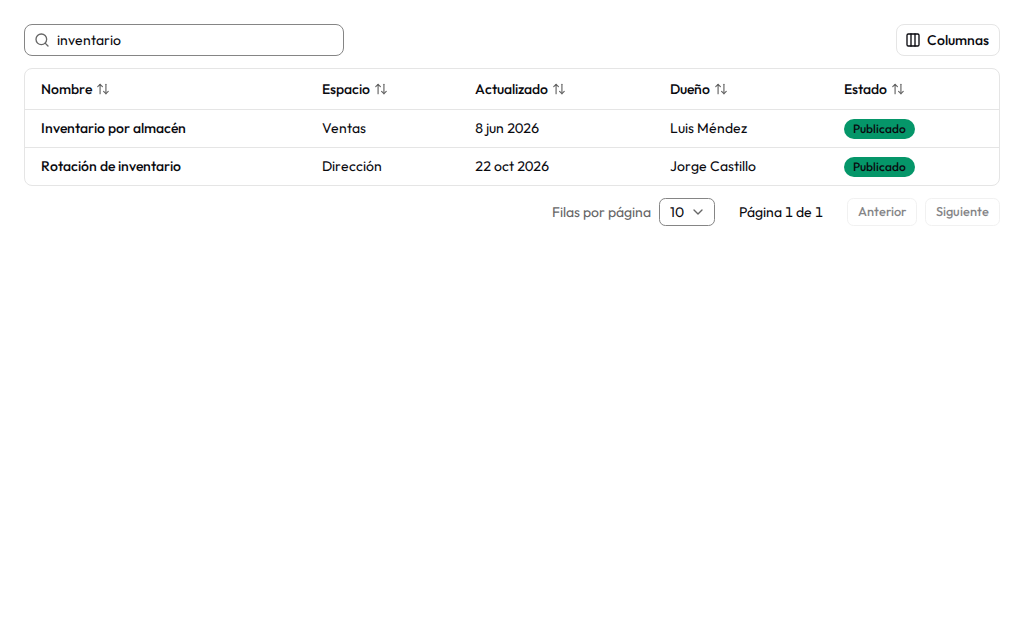 inventario
Columnas
Nombre Espacio Actualizado Dueño Estado
Inventario por almacén Ventas 8 jun 2026 Luis Méndez Publicado
Rotación de inventario Dirección 22 oct 2026 Jorge Castillo Publicado
Filas por página 10 Página 1 de 1 Anterior Siguiente